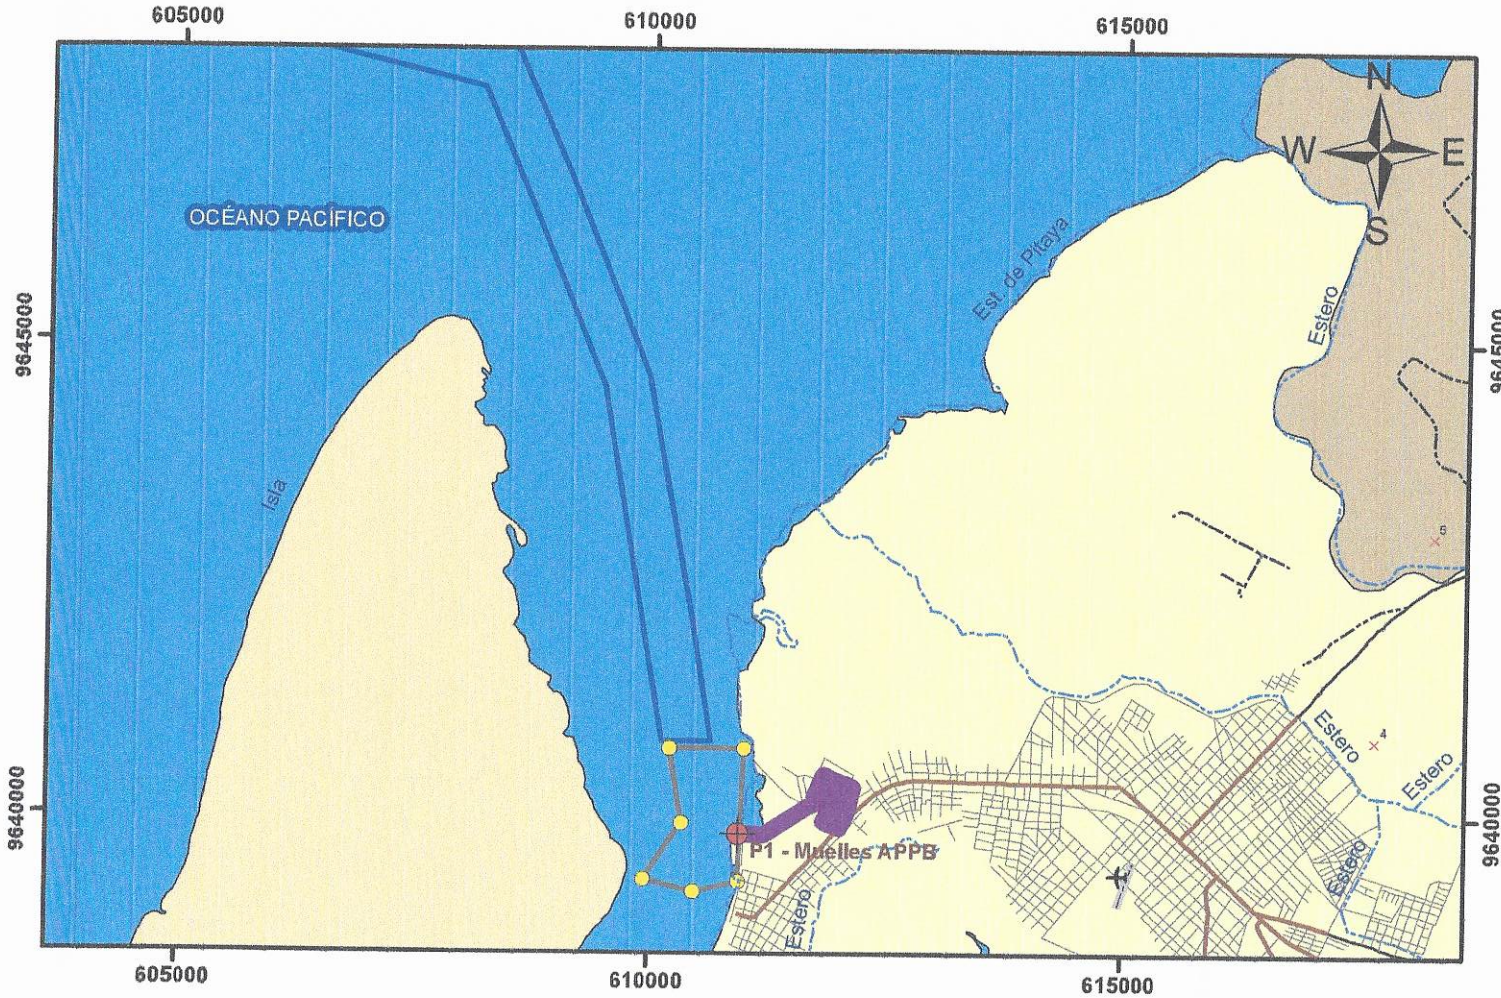 605000
610000
615000
N
W
E
S
OCÉANO PACÍFICO
Est. de Pitaya
Estero
9645000
9645000
Isla
5
Estero
4
Estero
9640000
9640000
P1 - Muelles APPB
Estero
Estero
605000
610000
615000